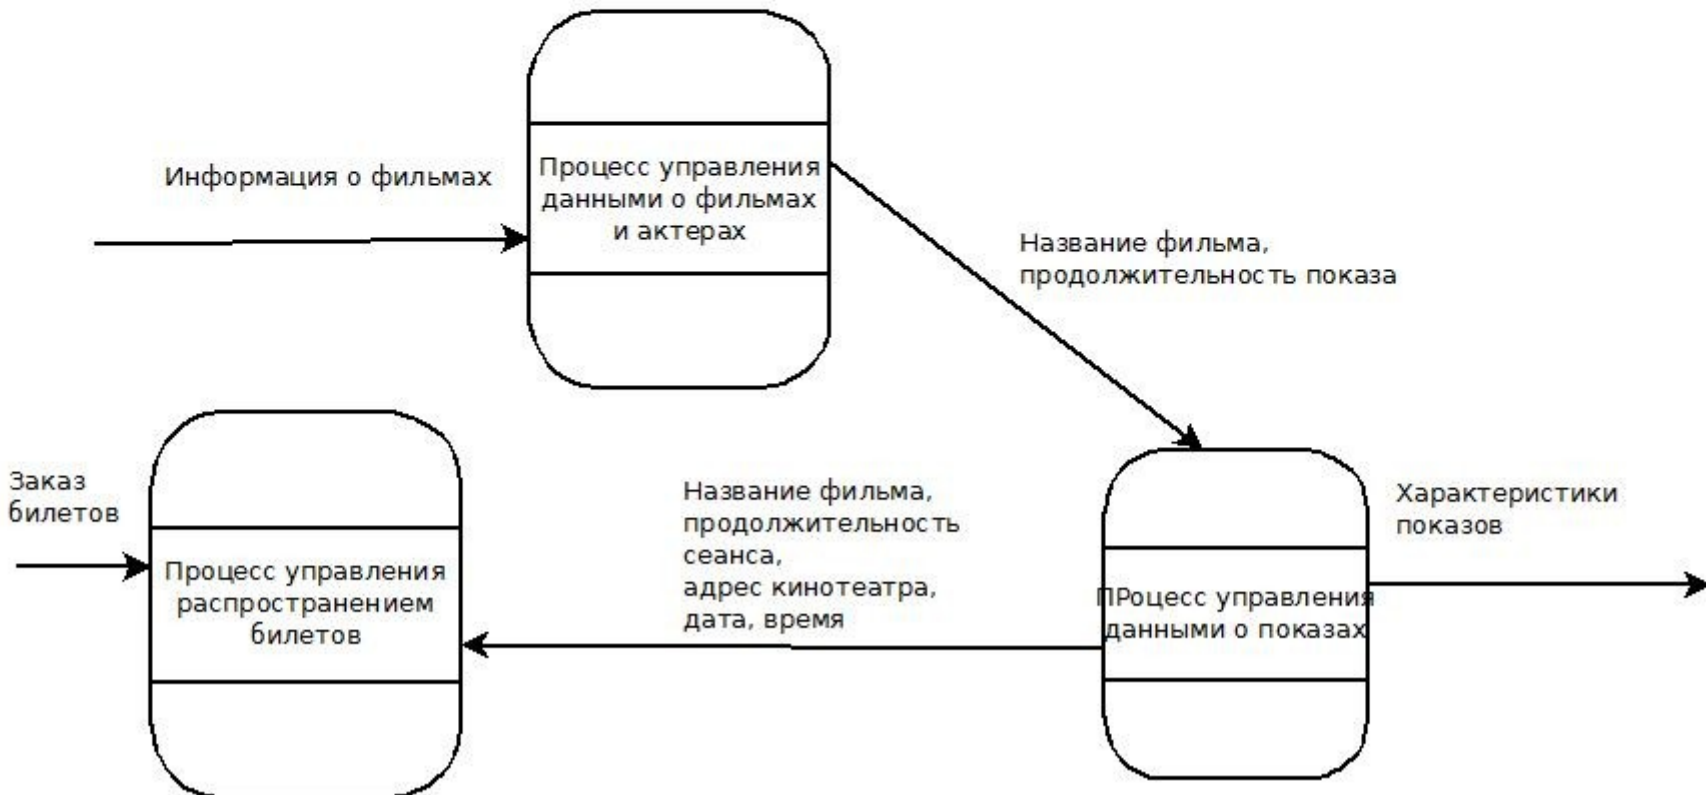 Информация о фильмах
Процесс управления
данными о фильмах
и актерах
Название фильма,
продолжительность показа
Заказ
билетов
Процесс управления
распространением
билетов
Название фильма,
продолжительность
сеанса,
адрес кинотеатра,
дата, время
ПРоцесс управления
данными о показах
Характеристики
показов